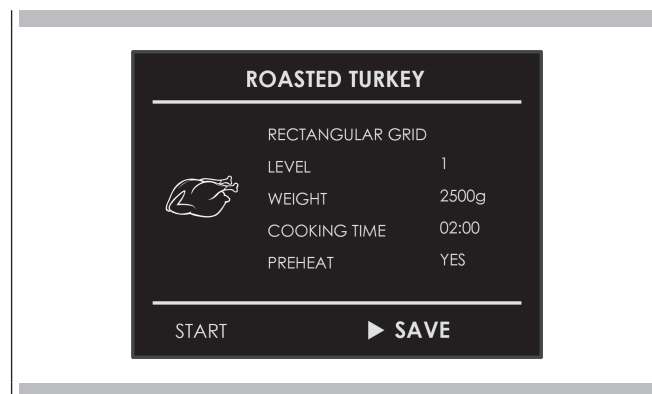 ROASTED TURKEY
RECTANGULAR GRID
LEVEL 1
WEIGHT 2500g
COOKING TIME 02:00
PREHEAT YES
START ▶ SAVE